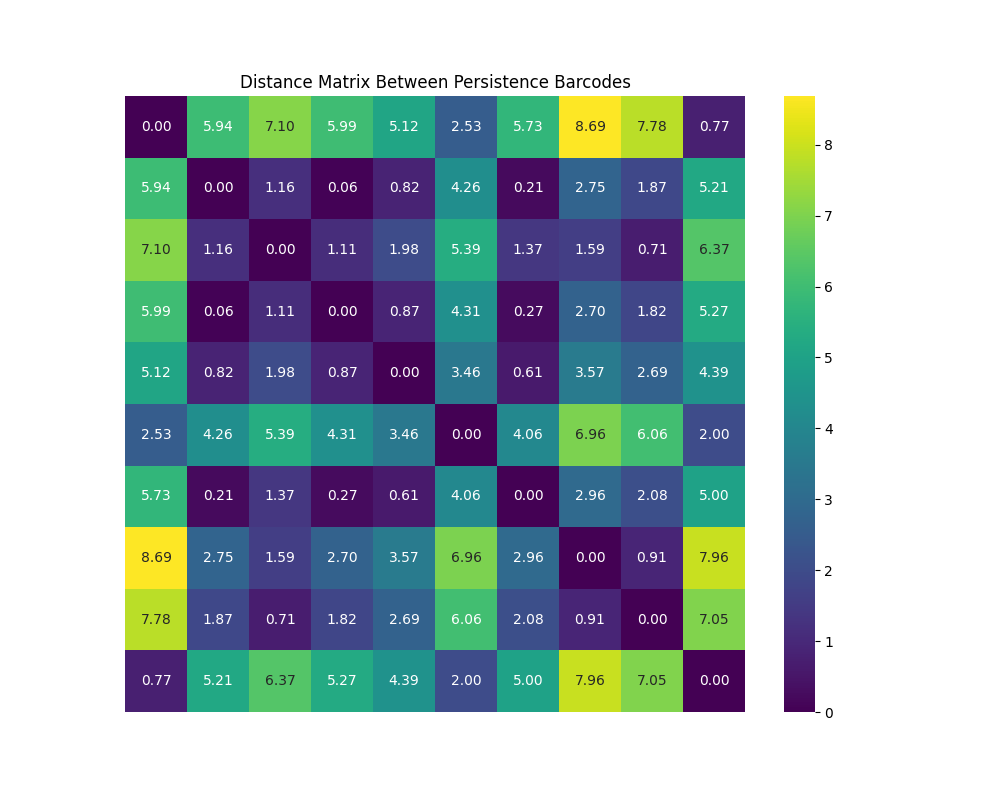 Distance Matrix Between Persistence Barcodes
0.00 5.94 7.10 5.99 5.12 2.53 5.73 8.69 7.78 0.77
5.94 0.00 1.16 0.06 0.82 4.26 0.21 2.75 1.87 5.21
7.10 1.16 0.00 1.11 1.98 5.39 1.37 1.59 0.71 6.37
5.99 0.06 1.11 0.00 0.87 4.31 0.27 2.70 1.82 5.27
5.12 0.82 1.98 0.87 0.00 3.46 0.61 3.57 2.69 4.39
2.53 4.26 5.39 4.31 3.46 0.00 4.06 6.96 6.06 2.00
5.73 0.21 1.37 0.27 0.61 4.06 0.00 2.96 2.08 5.00
8.69 2.75 1.59 2.70 3.57 6.96 2.96 0.00 0.91 7.96
7.78 1.87 0.71 1.82 2.69 6.06 2.08 0.91 0.00 7.05
0.77 5.21 6.37 5.27 4.39 2.00 5.00 7.96 7.05 0.00
8
7
6
5
4
3
2
1
0